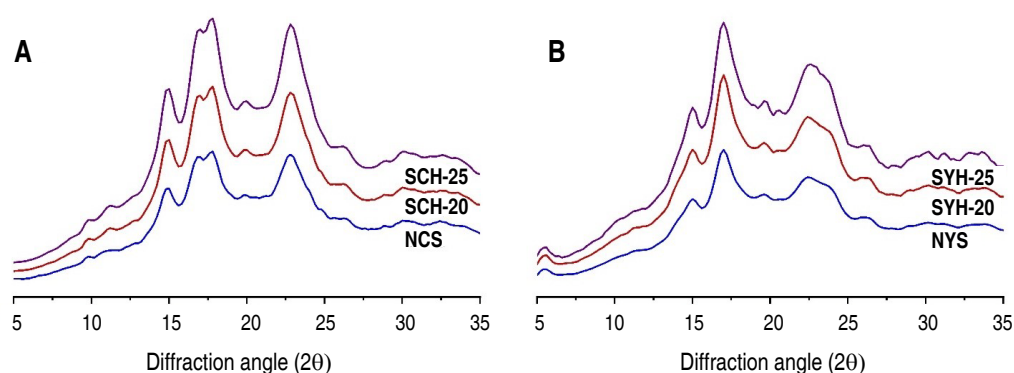 A
SCH-25
SCH-20
NCS
5 10 15 20 25 30 35
Diffraction angle (2θ)
B
SYH-25
SYH-20
NYS
5 10 15 20 25 30 35
Diffraction angle (2θ)